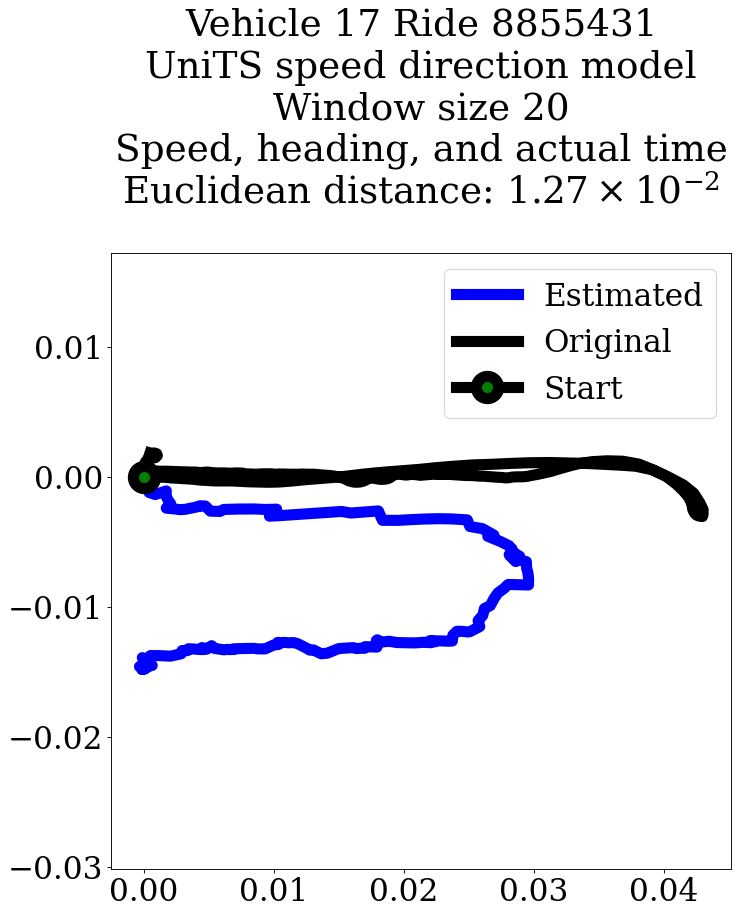 Vehicle 17 Ride 8855431
UniTS speed direction model
Window size 20
Speed, heading, and actual time
Euclidean distance: 1.27 × 10⁻²
Estimated
Original
Start
0.01
0.00
−0.01
−0.02
−0.03
0.00 0.01 0.02 0.03 0.04